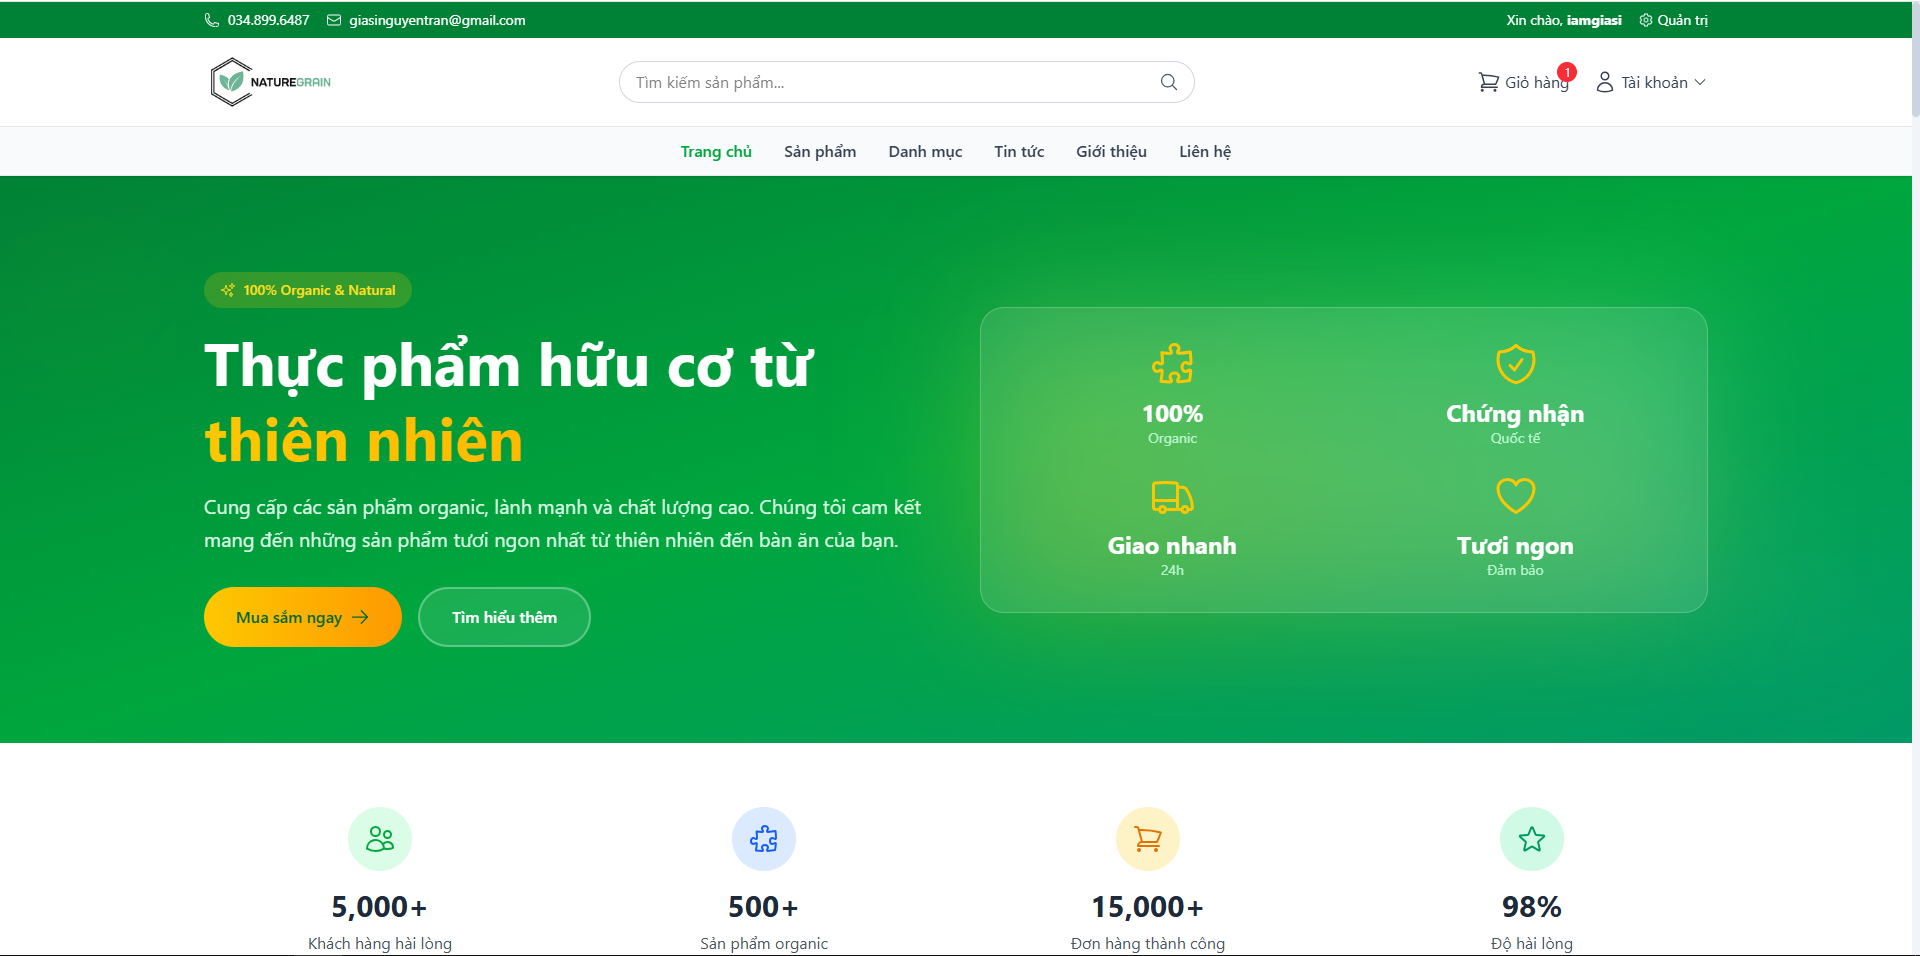 034.899.6487 giasinguyentran@gmail.com Xin chào, iamgiasi Quản trị
NATUREGRAIN Tìm kiếm sản phẩm... Giỏ hàng 1 Tài khoản
Trang chủ Sản phẩm Danh mục Tin tức Giới thiệu Liên hệ
100% Organic & Natural
Thực phẩm hữu cơ từ
thiên nhiên
Cung cấp các sản phẩm organic, lành mạnh và chất lượng cao. Chúng tôi cam kết
mang đến những sản phẩm tươi ngon nhất từ thiên nhiên đến bàn ăn của bạn.
Mua sắm ngay Tìm hiểu thêm
100% Chứng nhận
Organic Quốc tế
Giao nhanh Tươi ngon
24h Đảm bảo
5,000+ 500+ 15,000+ 98%
Khách hàng hài lòng Sản phẩm organic Đơn hàng thành công Độ hài lòng